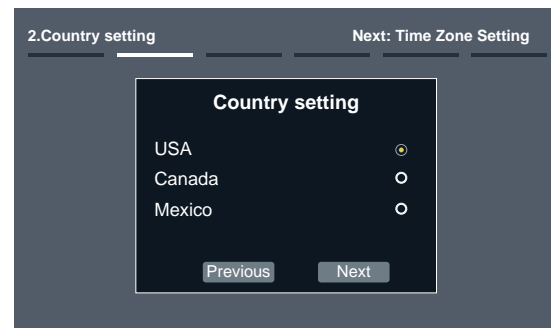 2.Country setting Next: Time Zone Setting
Country setting
USA
Canada
Mexico
Previous Next